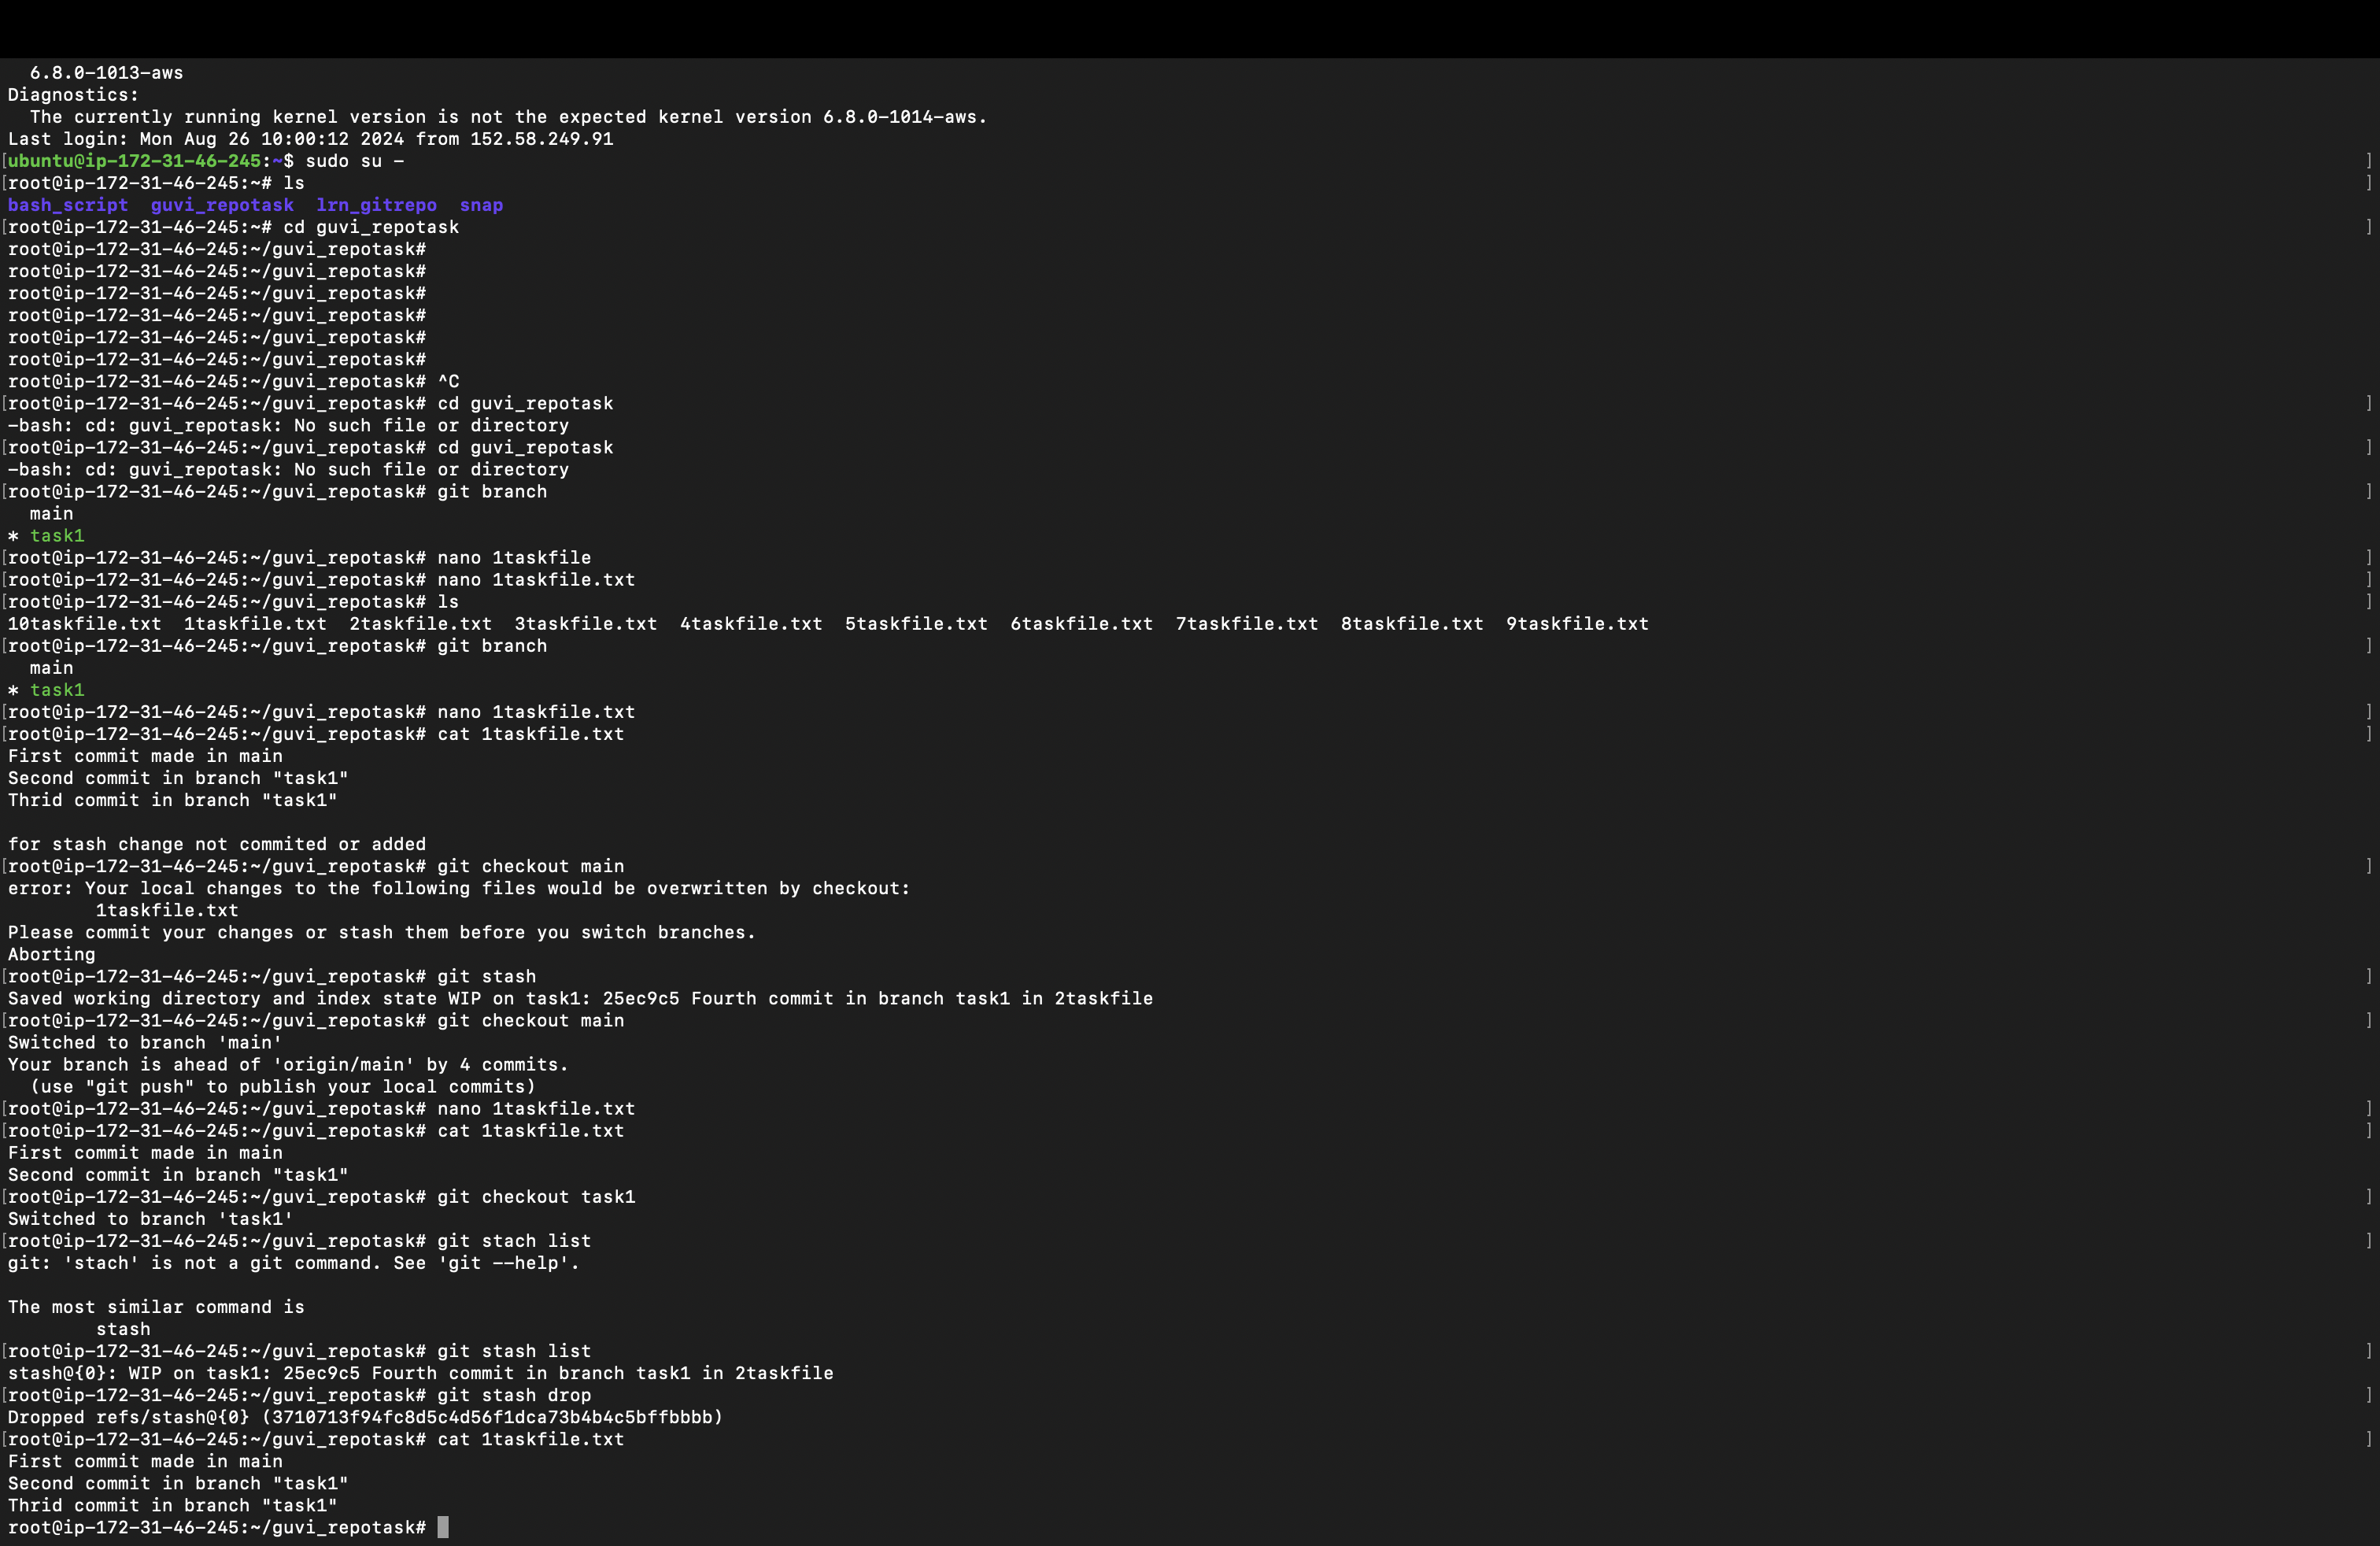 6.8.0-1013-aws
Diagnostics:
  The currently running kernel version is not the expected kernel version 6.8.0-1014-aws.
Last login: Mon Aug 26 10:00:12 2024 from 152.58.249.91
[ubuntu@ip-172-31-46-245:~$ sudo su - ]
[root@ip-172-31-46-245:~# ls ]
bash_script  guvi_repotask  lrn_gitrepo  snap
[root@ip-172-31-46-245:~# cd guvi_repotask ]
root@ip-172-31-46-245:~/guvi_repotask#
root@ip-172-31-46-245:~/guvi_repotask#
root@ip-172-31-46-245:~/guvi_repotask#
root@ip-172-31-46-245:~/guvi_repotask#
root@ip-172-31-46-245:~/guvi_repotask#
root@ip-172-31-46-245:~/guvi_repotask#
root@ip-172-31-46-245:~/guvi_repotask# ^C
[root@ip-172-31-46-245:~/guvi_repotask# cd guvi_repotask ]
-bash: cd: guvi_repotask: No such file or directory
[root@ip-172-31-46-245:~/guvi_repotask# cd guvi_repotask ]
-bash: cd: guvi_repotask: No such file or directory
[root@ip-172-31-46-245:~/guvi_repotask# git branch ]
  main
* task1
[root@ip-172-31-46-245:~/guvi_repotask# nano 1taskfile ]
[root@ip-172-31-46-245:~/guvi_repotask# nano 1taskfile.txt ]
[root@ip-172-31-46-245:~/guvi_repotask# ls ]
10taskfile.txt  1taskfile.txt  2taskfile.txt  3taskfile.txt  4taskfile.txt  5taskfile.txt  6taskfile.txt  7taskfile.txt  8taskfile.txt  9taskfile.txt
[root@ip-172-31-46-245:~/guvi_repotask# git branch ]
  main
* task1
[root@ip-172-31-46-245:~/guvi_repotask# nano 1taskfile.txt ]
[root@ip-172-31-46-245:~/guvi_repotask# cat 1taskfile.txt ]
First commit made in main
Second commit in branch "task1"
Thrid commit in branch "task1"

for stash change not commited or added
[root@ip-172-31-46-245:~/guvi_repotask# git checkout main ]
error: Your local changes to the following files would be overwritten by checkout:
        1taskfile.txt
Please commit your changes or stash them before you switch branches.
Aborting
[root@ip-172-31-46-245:~/guvi_repotask# git stash ]
Saved working directory and index state WIP on task1: 25ec9c5 Fourth commit in branch task1 in 2taskfile
[root@ip-172-31-46-245:~/guvi_repotask# git checkout main ]
Switched to branch 'main'
Your branch is ahead of 'origin/main' by 4 commits.
  (use "git push" to publish your local commits)
[root@ip-172-31-46-245:~/guvi_repotask# nano 1taskfile.txt ]
[root@ip-172-31-46-245:~/guvi_repotask# cat 1taskfile.txt ]
First commit made in main
Second commit in branch "task1"
[root@ip-172-31-46-245:~/guvi_repotask# git checkout task1 ]
Switched to branch 'task1'
[root@ip-172-31-46-245:~/guvi_repotask# git stach list ]
git: 'stach' is not a git command. See 'git --help'.

The most similar command is
        stash
[root@ip-172-31-46-245:~/guvi_repotask# git stash list ]
stash@{0}: WIP on task1: 25ec9c5 Fourth commit in branch task1 in 2taskfile
[root@ip-172-31-46-245:~/guvi_repotask# git stash drop ]
Dropped refs/stash@{0} (3710713f94fc8d5c4d56f1dca73b4b4c5bffbbbb)
[root@ip-172-31-46-245:~/guvi_repotask# cat 1taskfile.txt ]
First commit made in main
Second commit in branch "task1"
Thrid commit in branch "task1"
root@ip-172-31-46-245:~/guvi_repotask#